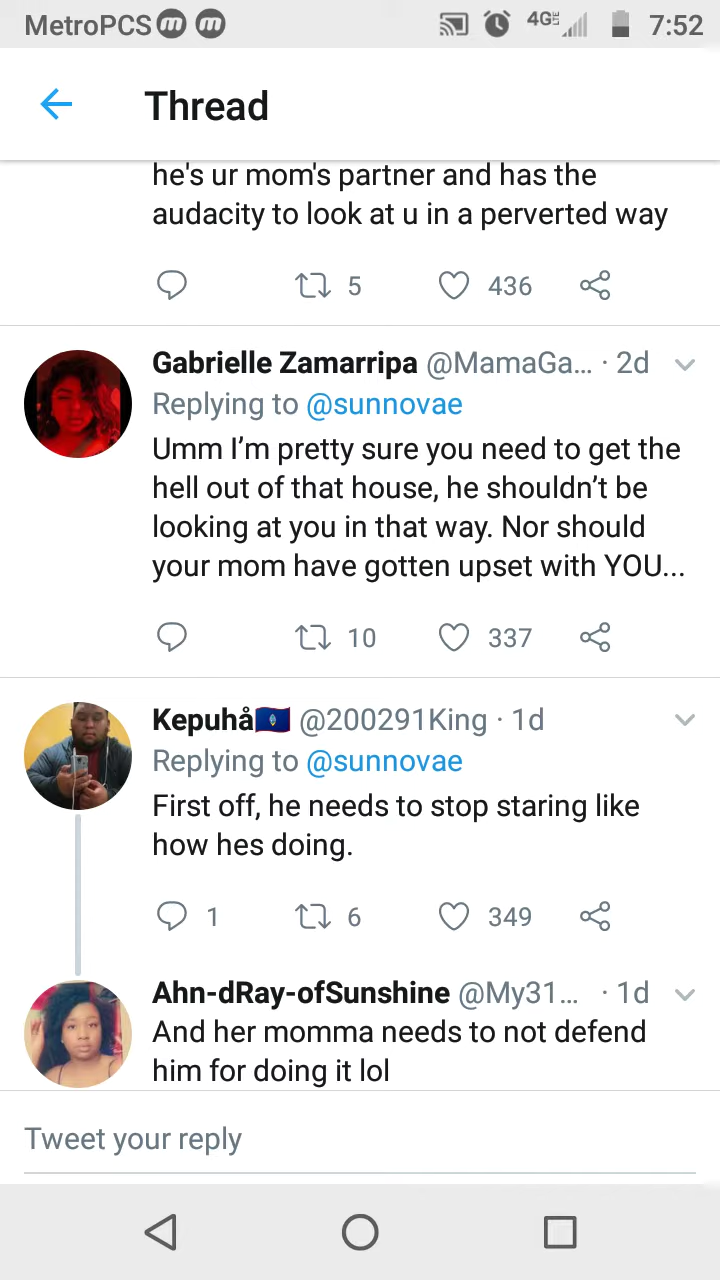 MetroPCS m m 4G LTE 7:52
Thread
he's ur mom's partner and has the
audacity to look at u in a perverted way
5 436
Gabrielle Zamarripa @MamaGa... · 2d
Replying to @sunnovae
Umm I’m pretty sure you need to get the
hell out of that house, he shouldn’t be
looking at you in that way. Nor should
your mom have gotten upset with YOU...
10 337
Kepuhå🇬🇺 @200291King · 1d
Replying to @sunnovae
First off, he needs to stop staring like
how hes doing.
1 6 349
Ahn-dRay-ofSunshine @My31... · 1d
And her momma needs to not defend
him for doing it lol
Tweet your reply